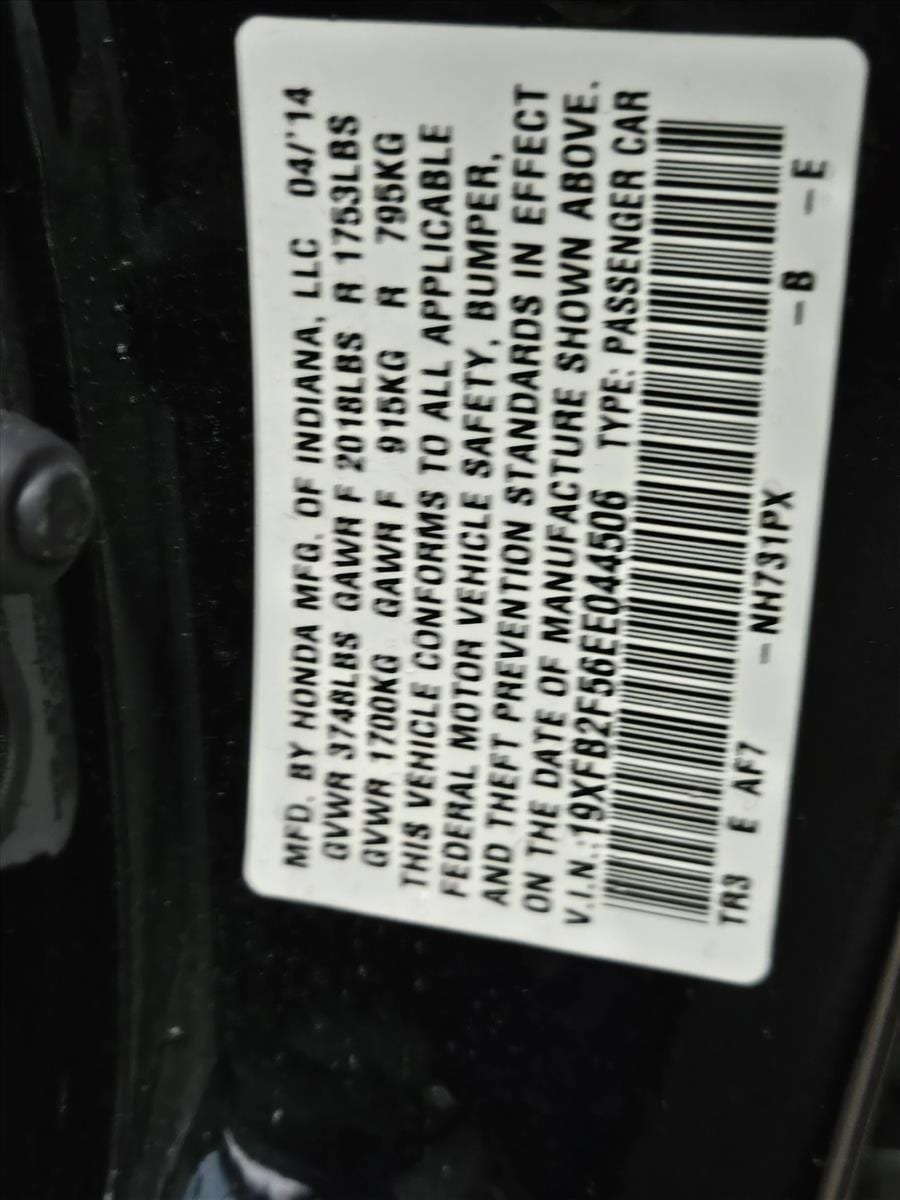 MFD. BY HONDA MFG. OF INDIANA, LLC 04/'14
GVWR 3748LBS GAWR F 2018LBS R 1753LBS
GVWR 1700KG GAWR F 915KG R 795KG
THIS VEHICLE CONFORMS TO ALL APPLICABLE
FEDERAL MOTOR VEHICLE SAFETY, BUMPER,
AND THEFT PREVENTION STANDARDS IN EFFECT
ON THE DATE OF MANUFACTURE SHOWN ABOVE.
V.I.N.:19XFB2F56EE044506 TYPE: PASSENGER CAR
TR3 E AF7 – NH731PX – B – E